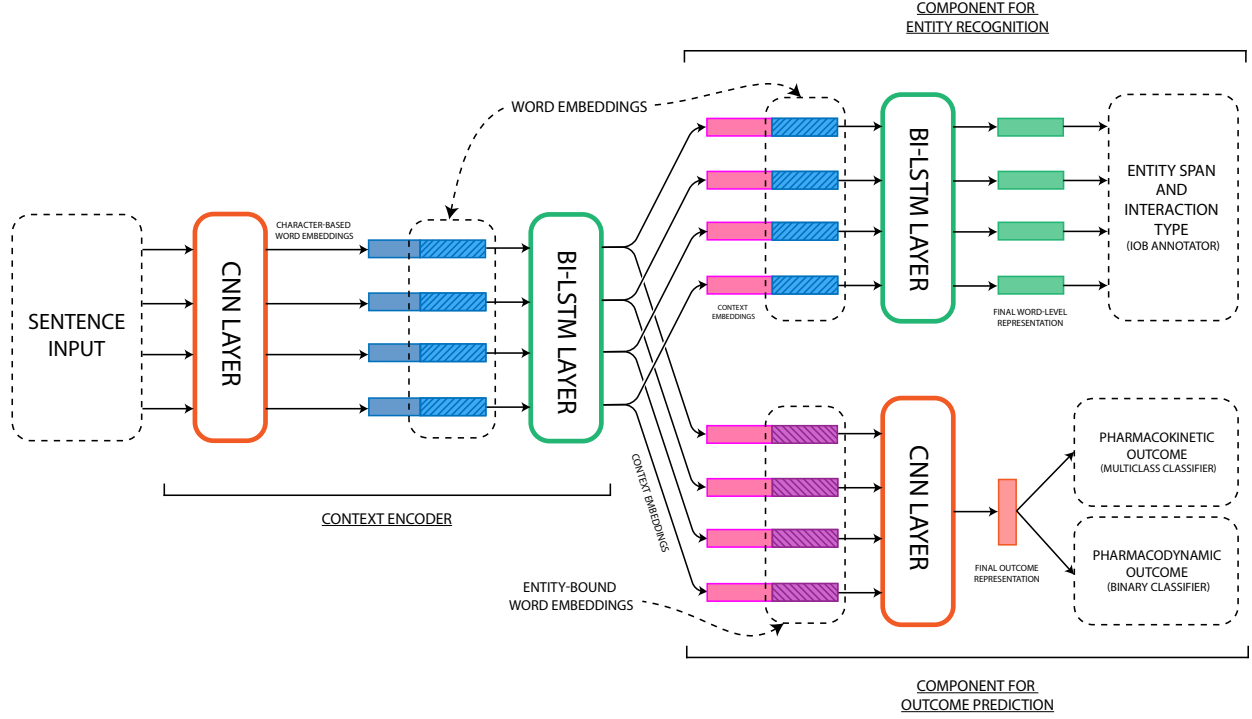 COMPONENT FOR
ENTITY RECOGNITION
WORD EMBEDDINGS
SENTENCE
INPUT
CNN LAYER
CHARACTER-BASED
WORD EMBEDDINGS
BI-LSTM LAYER
CONTEXT ENCODER
CONTEXT EMBEDDINGS
CONTEXT
EMBEDDINGS
BI-LSTM LAYER
FINAL WORD-LEVEL
REPRESENTATION
ENTITY SPAN
AND
INTERACTION
TYPE
(IOB ANNOTATOR)
ENTITY-BOUND
WORD EMBEDDINGS
CNN LAYER
FINAL OUTCOME
REPRESENTATION
PHARMACOKINETIC
OUTCOME
(MULTICLASS CLASSIFIER)
PHARMACODYNAMIC
OUTCOME
(BINARY CLASSIFIER)
COMPONENT FOR
OUTCOME PREDICTION